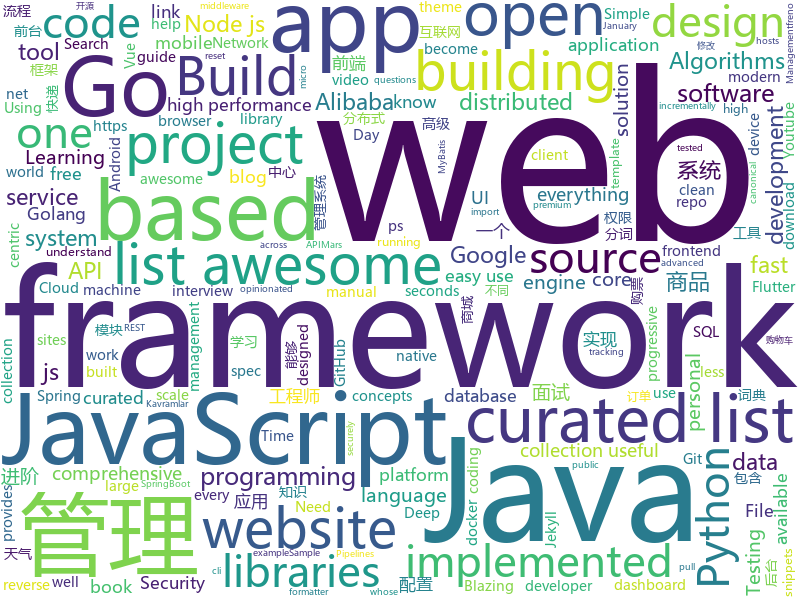 流程 link Node js theme 互联网 middleware 开源
前台 help mobile Network Simple January 修改 hosts
code app open design
Search guide Vue reset become application
框架 tool Go Build 前端 video micro questions Algorithms
net Using 快递 high performance Alibaba know building modern
browser library 分布式 高级 distributed solution software
one project https Day MyBatis client template incrementally
Learning Android web tested high device Youtube
world free awesome 中心 UI everything 系统 development download
service blog 管理系统 ps 一个 权限 clean canonical
Golang based 分词 repo 工具 premium
centric system across Google source frontend
understand list awesome import
API Cloud machine interview APIMars running easy use engine core 购票 商品 fast
opinionated manual seconds 不同 Flutter
framework
collection sites 模块 REST management 学习 能够 designed GitHub native 商城 实现 tracking progressive SQL 购物车
js work built spec less
Spring curated scale concepts database personal use 词典
JavaScript Java curated list
Kavramlar Time 工程师 面试 订单
进阶 comprehensive securely collection useful Git data
large every programming platform coding public
provides SpringBoot 应用 知识 language docker Python 包含
管理 website Need Deep File
天气 Security exampleSample Pipelines Blazing Jekyll Testing available
reverse well book libraries 配置 implemented developer dashboard 后台 snippets
cli formatter whose pull
Managementfreno